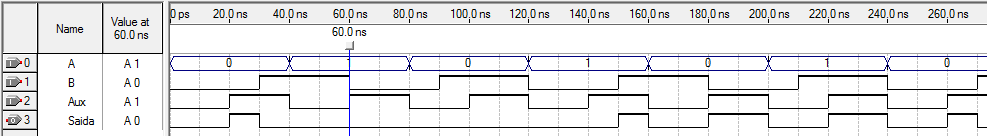 Name Value at 60.0 ns 0 ps 20.0 ns 40.0 ns 60.0 ns 80.0 ns 100.0 ns 120.0 ns 140.0 ns 160.0 ns 180.0 ns 200.0 ns 220.0 ns 240.0 ns 260.0 ns
60.0 ns
0 A A 1 0 1 0 1 0 1 0
1 B A 0
2 Aux A 1
3 Saida A 0